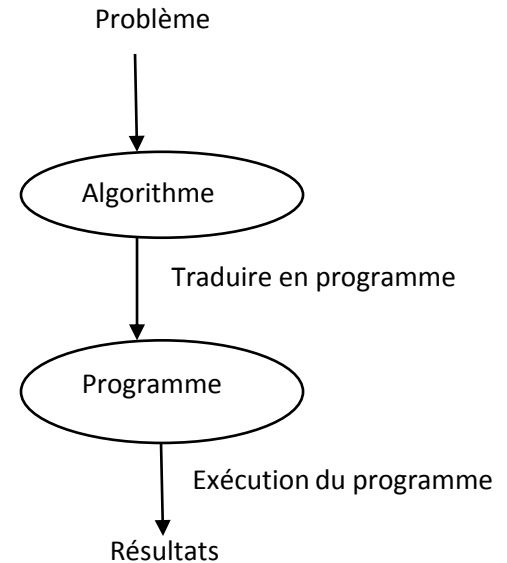 Problème
Algorithme
Traduire en programme
Programme
Exécution du programme
Résultats